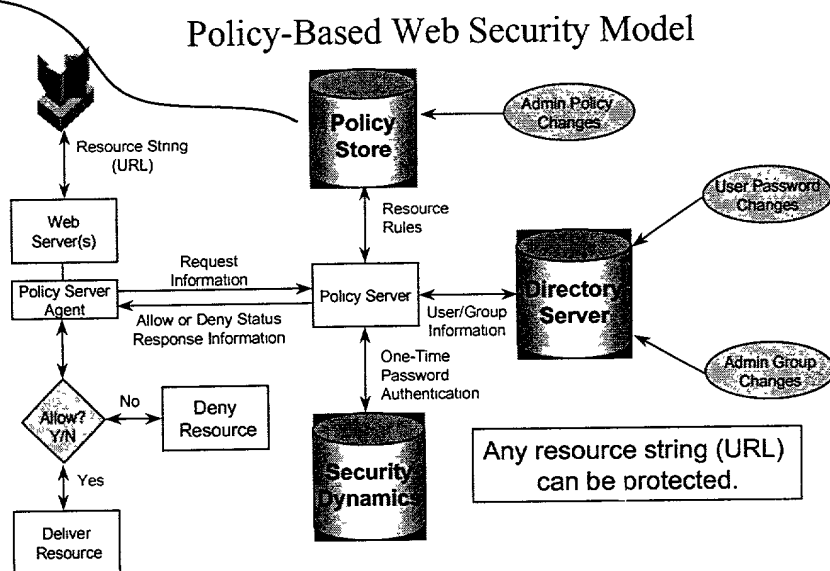 Policy-Based Web Security Model
Resource String
(URL)
Policy
Store
Admin Policy
Changes
User Password
Changes
Web
Server(s)
Resource
Rules
Request
Information
Policy Server
Agent
Policy Server
Directory
Server
Allow or Deny Status
Response Information
User/Group
Information
One-Time
Password
Authentication
Admin Group
Changes
Allow?
Y/N
No
Deny
Resource
Yes
Security
Dynamics
Any resource string (URL)
can be protected.
Deliver
Resource